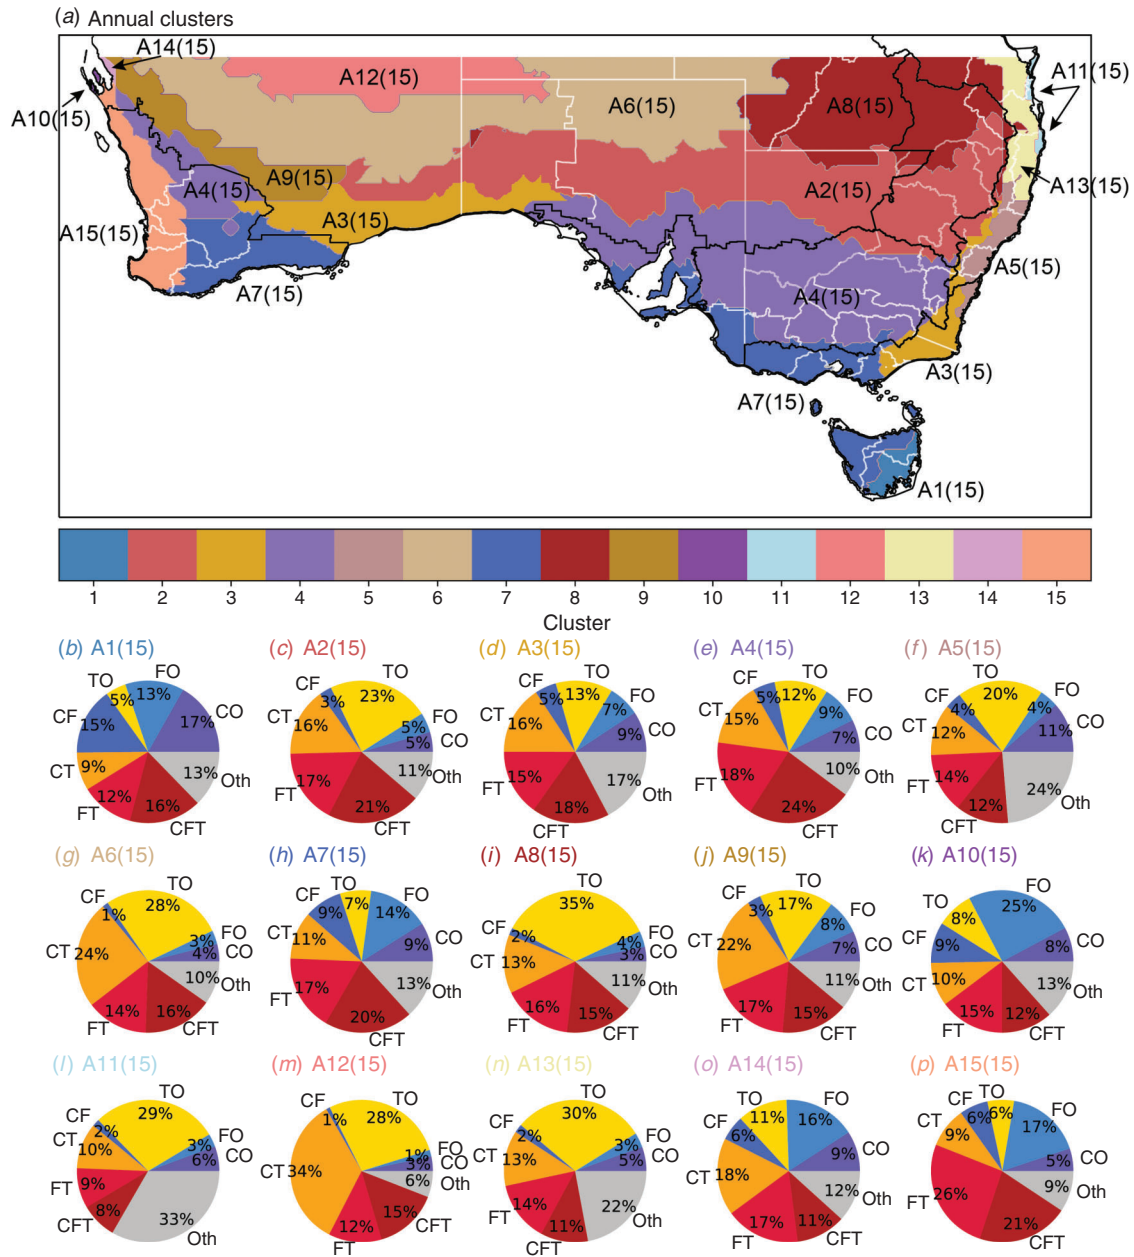 (a) Annual clusters
A14(15)
A12(15)
A11(15)
A6(15)
A8(15)
A10(15)
A9(15)
A4(15)
A2(15)
A13(15)
A3(15)
A15(15)
A5(15)
A7(15)
A4(15)
A3(15)
A7(15)
A1(15)
1 2 3 4 5 6 7 8 9 10 11 12 13 14 15
Cluster
(b) A1(15) (c) A2(15) (d) A3(15) (e) A4(15) (f) A5(15)
TO 5% FO 13% CO 17% Oth 13% CFT 16% FT 12% CT 9% CF 15%
TO 23% FO 5% CO 5% Oth 11% CFT 21% FT 17% CT 16% CF 3%
TO 13% FO 7% CO 9% Oth 17% CFT 18% FT 15% CT 16% CF 5%
TO 12% FO 9% CO 7% Oth 10% CFT 24% FT 18% CT 15% CF 5%
TO 20% FO 4% CO 11% Oth 24% CFT 12% FT 14% CT 12% CF 4%
(g) A6(15) (h) A7(15) (i) A8(15) (j) A9(15) (k) A10(15)
TO 28% FO 3% CO 4% Oth 10% CFT 16% FT 14% CT 24% CF 1%
TO 7% FO 14% CO 9% Oth 13% CFT 20% FT 17% CT 11% CF 9%
TO 35% FO 4% CO 3% Oth 11% CFT 15% FT 16% CT 13% CF 2%
TO 17% FO 8% CO 7% Oth 11% CFT 15% FT 17% CT 22% CF 3%
TO 8% FO 25% CO 8% Oth 13% CFT 12% FT 15% CT 10% CF 9%
(l) A11(15) (m) A12(15) (n) A13(15) (o) A14(15) (p) A15(15)
TO 29% FO 3% CO 6% Oth 33% CFT 8% FT 9% CT 10% CF 2%
TO 28% FO 1% CO 3% Oth 6% CFT 15% FT 12% CT 34% CF 1%
TO 30% FO 3% CO 5% Oth 22% CFT 11% FT 14% CT 13% CF 2%
TO 11% FO 16% CO 9% Oth 12% CFT 11% FT 17% CT 18% CF 6%
TO 6% FO 17% CO 5% Oth 9% CFT 21% FT 26% CT 9% CF 6%